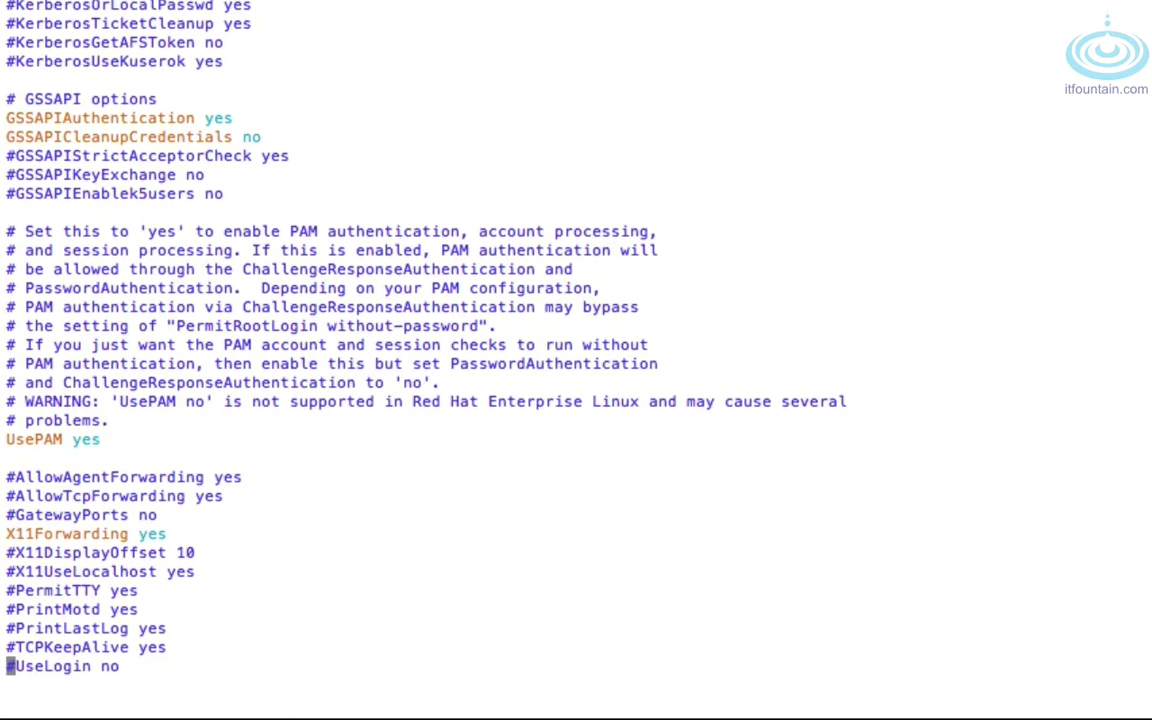 #KerberosOrLocalPasswd yes
#KerberosTicketCleanup yes
#KerberosGetAFSToken no
#KerberosUseKuserok yes
# GSSAPI options
GSSAPIAuthentication yes
GSSAPICleanupCredentials no
#GSSAPIStrictAcceptorCheck yes
#GSSAPIKeyExchange no
#GSSAPIEnablek5users no
# Set this to 'yes' to enable PAM authentication, account processing,
# and session processing. If this is enabled, PAM authentication will
# be allowed through the ChallengeResponseAuthentication and
# PasswordAuthentication.  Depending on your PAM configuration,
# PAM authentication via ChallengeResponseAuthentication may bypass
# the setting of "PermitRootLogin without-password".
# If you just want the PAM account and session checks to run without
# PAM authentication, then enable this but set PasswordAuthentication
# and ChallengeResponseAuthentication to 'no'.
# WARNING: 'UsePAM no' is not supported in Red Hat Enterprise Linux and may cause several
# problems.
UsePAM yes
#AllowAgentForwarding yes
#AllowTcpForwarding yes
#GatewayPorts no
X11Forwarding yes
#X11DisplayOffset 10
#X11UseLocalhost yes
#PermitTTY yes
#PrintMotd yes
#PrintLastLog yes
#TCPKeepAlive yes
#UseLogin no
itfountain.com